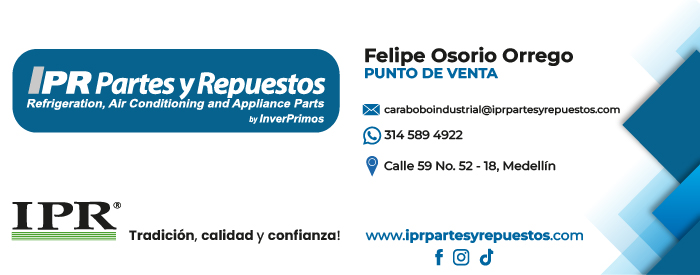 IPR Partes y Repuestos
Refrigeration, Air Conditioning and Appliance Parts
by InverPrimos
IPR®
Tradición, calidad y confianza!
Felipe Osorio Orrego
PUNTO DE VENTA
caraboboindustrial@iprpartesyrepuestos.com
314 589 4922
Calle 59 No. 52 - 18, Medellín
www.iprpartesyrepuestos.com